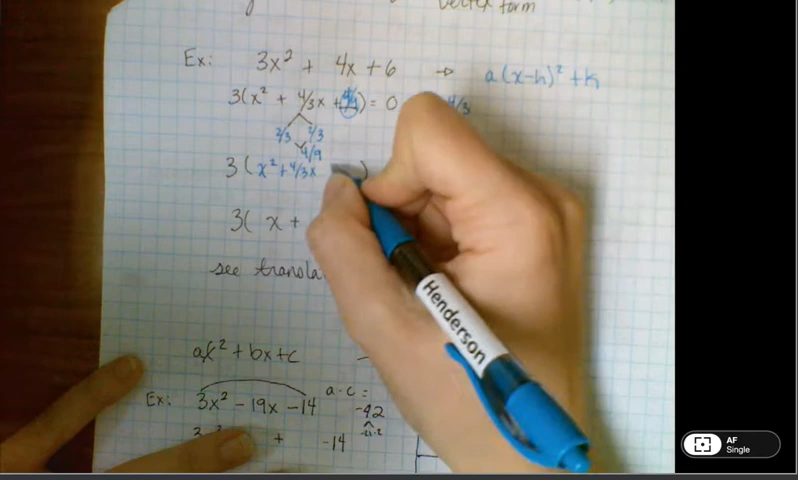 vertex form
Ex: 3x² + 4x + 6 → a(x-h)² + k
3(x² + 4/3x + 4/9) = 0 4/3
2/3 2/3
4/9
3(x² + 4/3x )
3( x +
see transla
ax² + bx + c
Ex: 3x² - 19x - 14 a·c =
-42
+ -14
Henderson
AF
Single